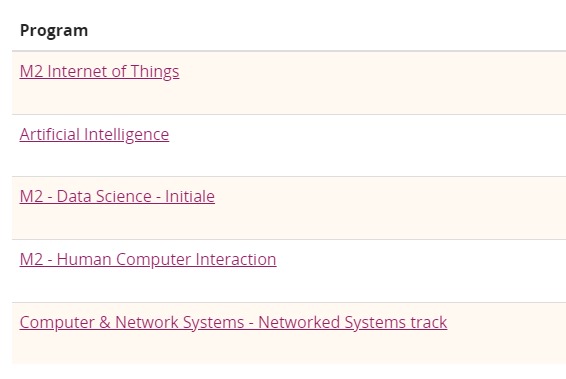 Program
M2 Internet of Things
Artificial Intelligence
M2 - Data Science - Initiale
M2 - Human Computer Interaction
Computer & Network Systems - Networked Systems track